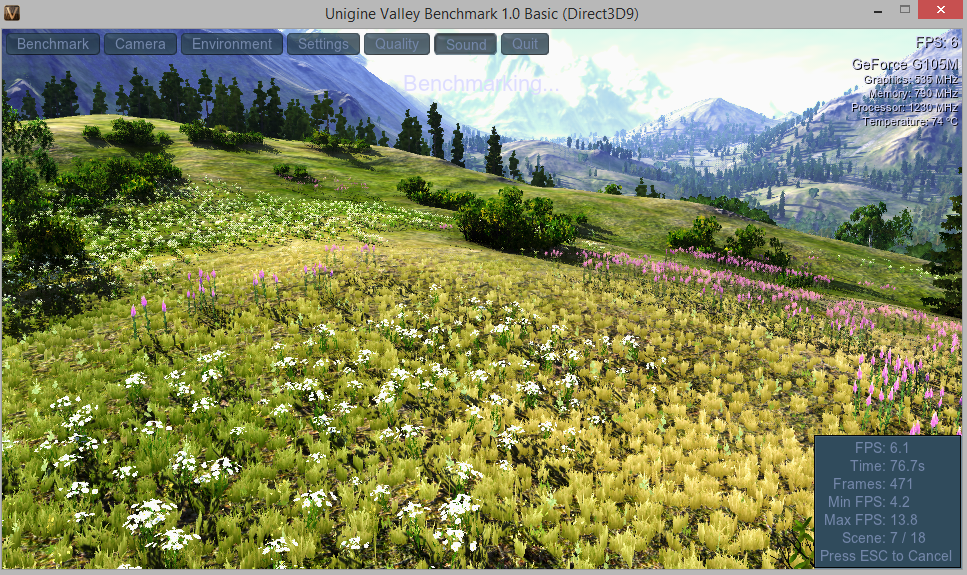 Unigine Valley Benchmark 1.0 Basic (Direct3D9)
Benchmark Camera Environment Settings Quality Sound Quit
FPS: 6
GeForce G105M
Graphics: 535 MHz
Memory: 790 MHz
Processor: 1230 MHz
Temperature: 74 °C
Benchmarking...
FPS: 6.1
Time: 76.7s
Frames: 471
Min FPS: 4.2
Max FPS: 13.8
Scene: 7 / 18
Press ESC to Cancel